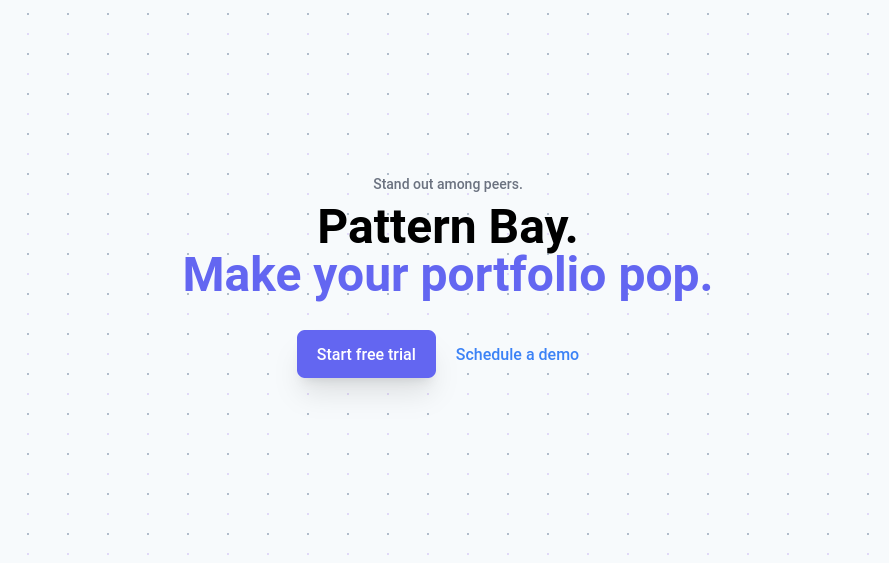 Stand out among peers.
Pattern Bay.
Make your portfolio pop.
Start free trial
Schedule a demo